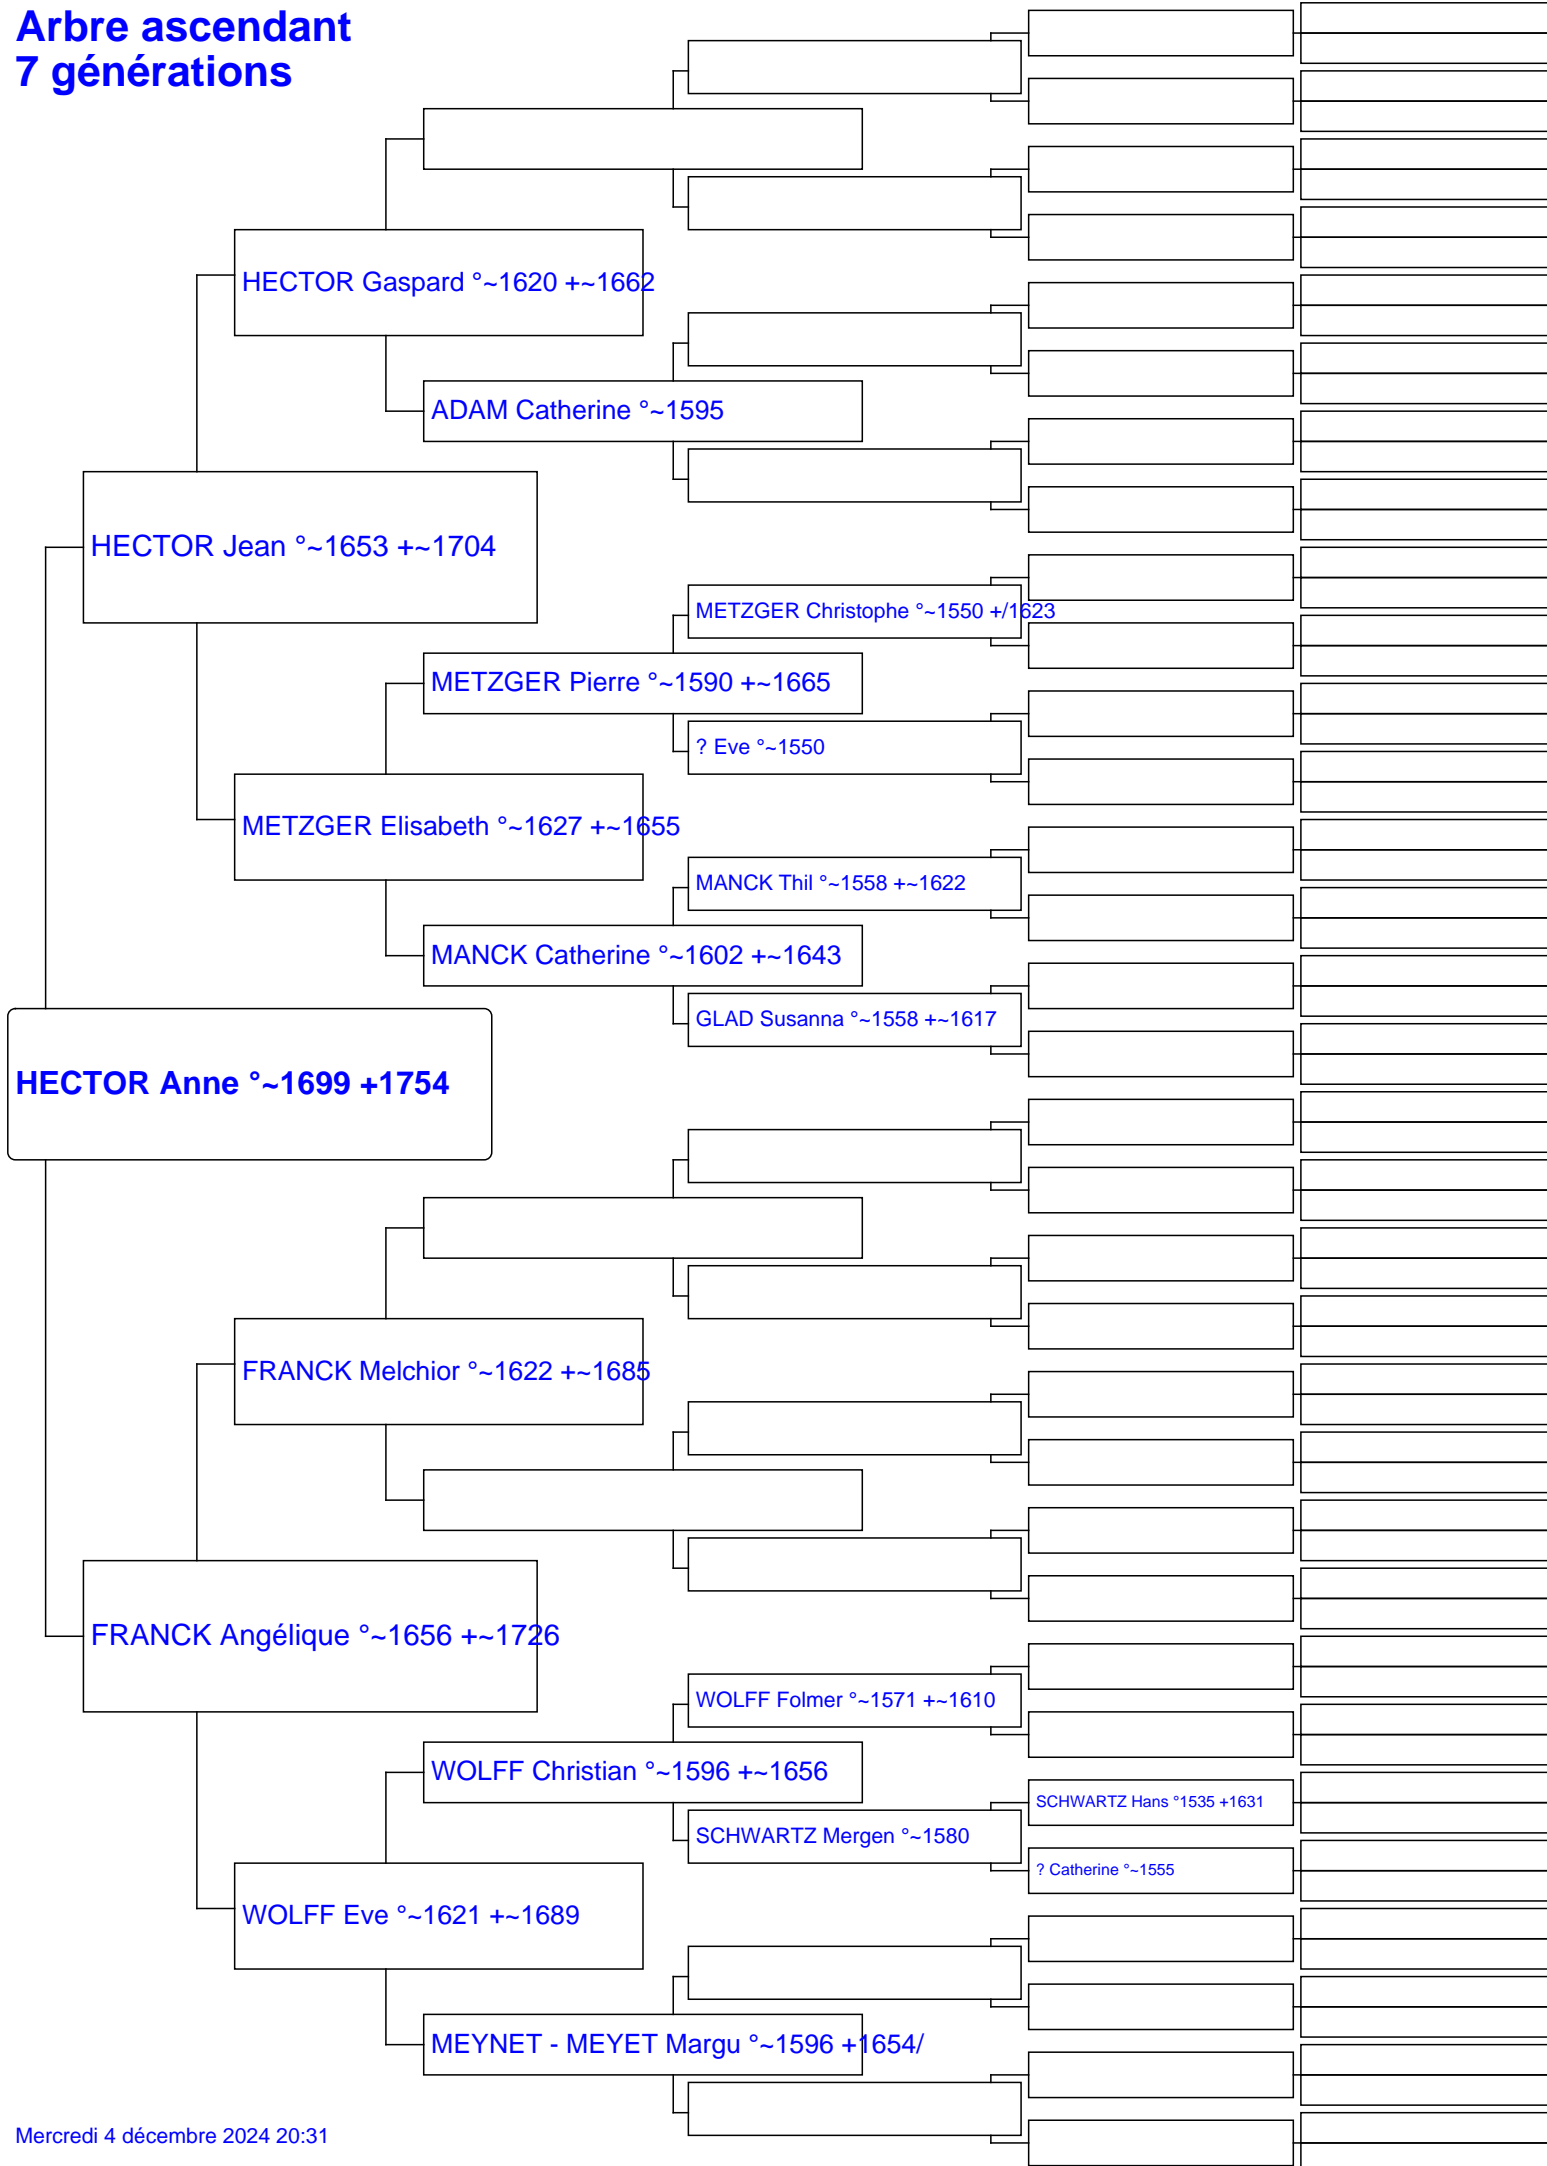 Arbre ascendant
7 générations
HECTOR Gaspard °~1620 +~1662
ADAM Catherine °~1595
HECTOR Jean °~1653 +~1704
METZGER Christophe °~1550 +/1623
METZGER Pierre °~1590 +~1665
? Eve °~1550
METZGER Elisabeth °~1627 +~1655
MANCK Thil °~1558 +~1622
MANCK Catherine °~1602 +~1643
GLAD Susanna °~1558 +~1617
HECTOR Anne °~1699 +1754
FRANCK Melchior °~1622 +~1685
FRANCK Angélique °~1656 +~1726
WOLFF Folmer °~1571 +~1610
WOLFF Christian °~1596 +~1656
SCHWARTZ Hans °1535 +1631
SCHWARTZ Mergen °~1580
? Catherine °~1555
WOLFF Eve °~1621 +~1689
MEYNET - MEYET Margu °~1596 +1654/
Mercredi 4 décembre 2024 20:31